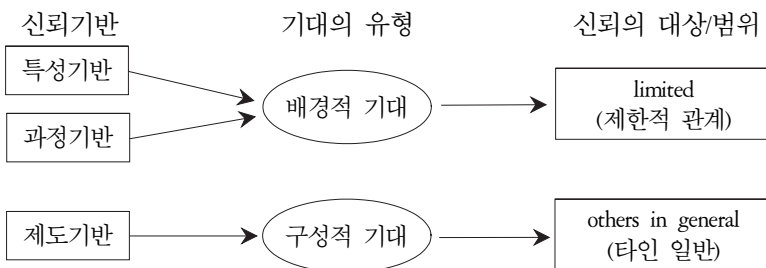 신뢰기반 기대의 유형 신뢰의 대상/범위
특성기반
과정기반
배경적 기대
limited
(제한적 관계)
제도기반
구성적 기대
others in general
(타인 일반)